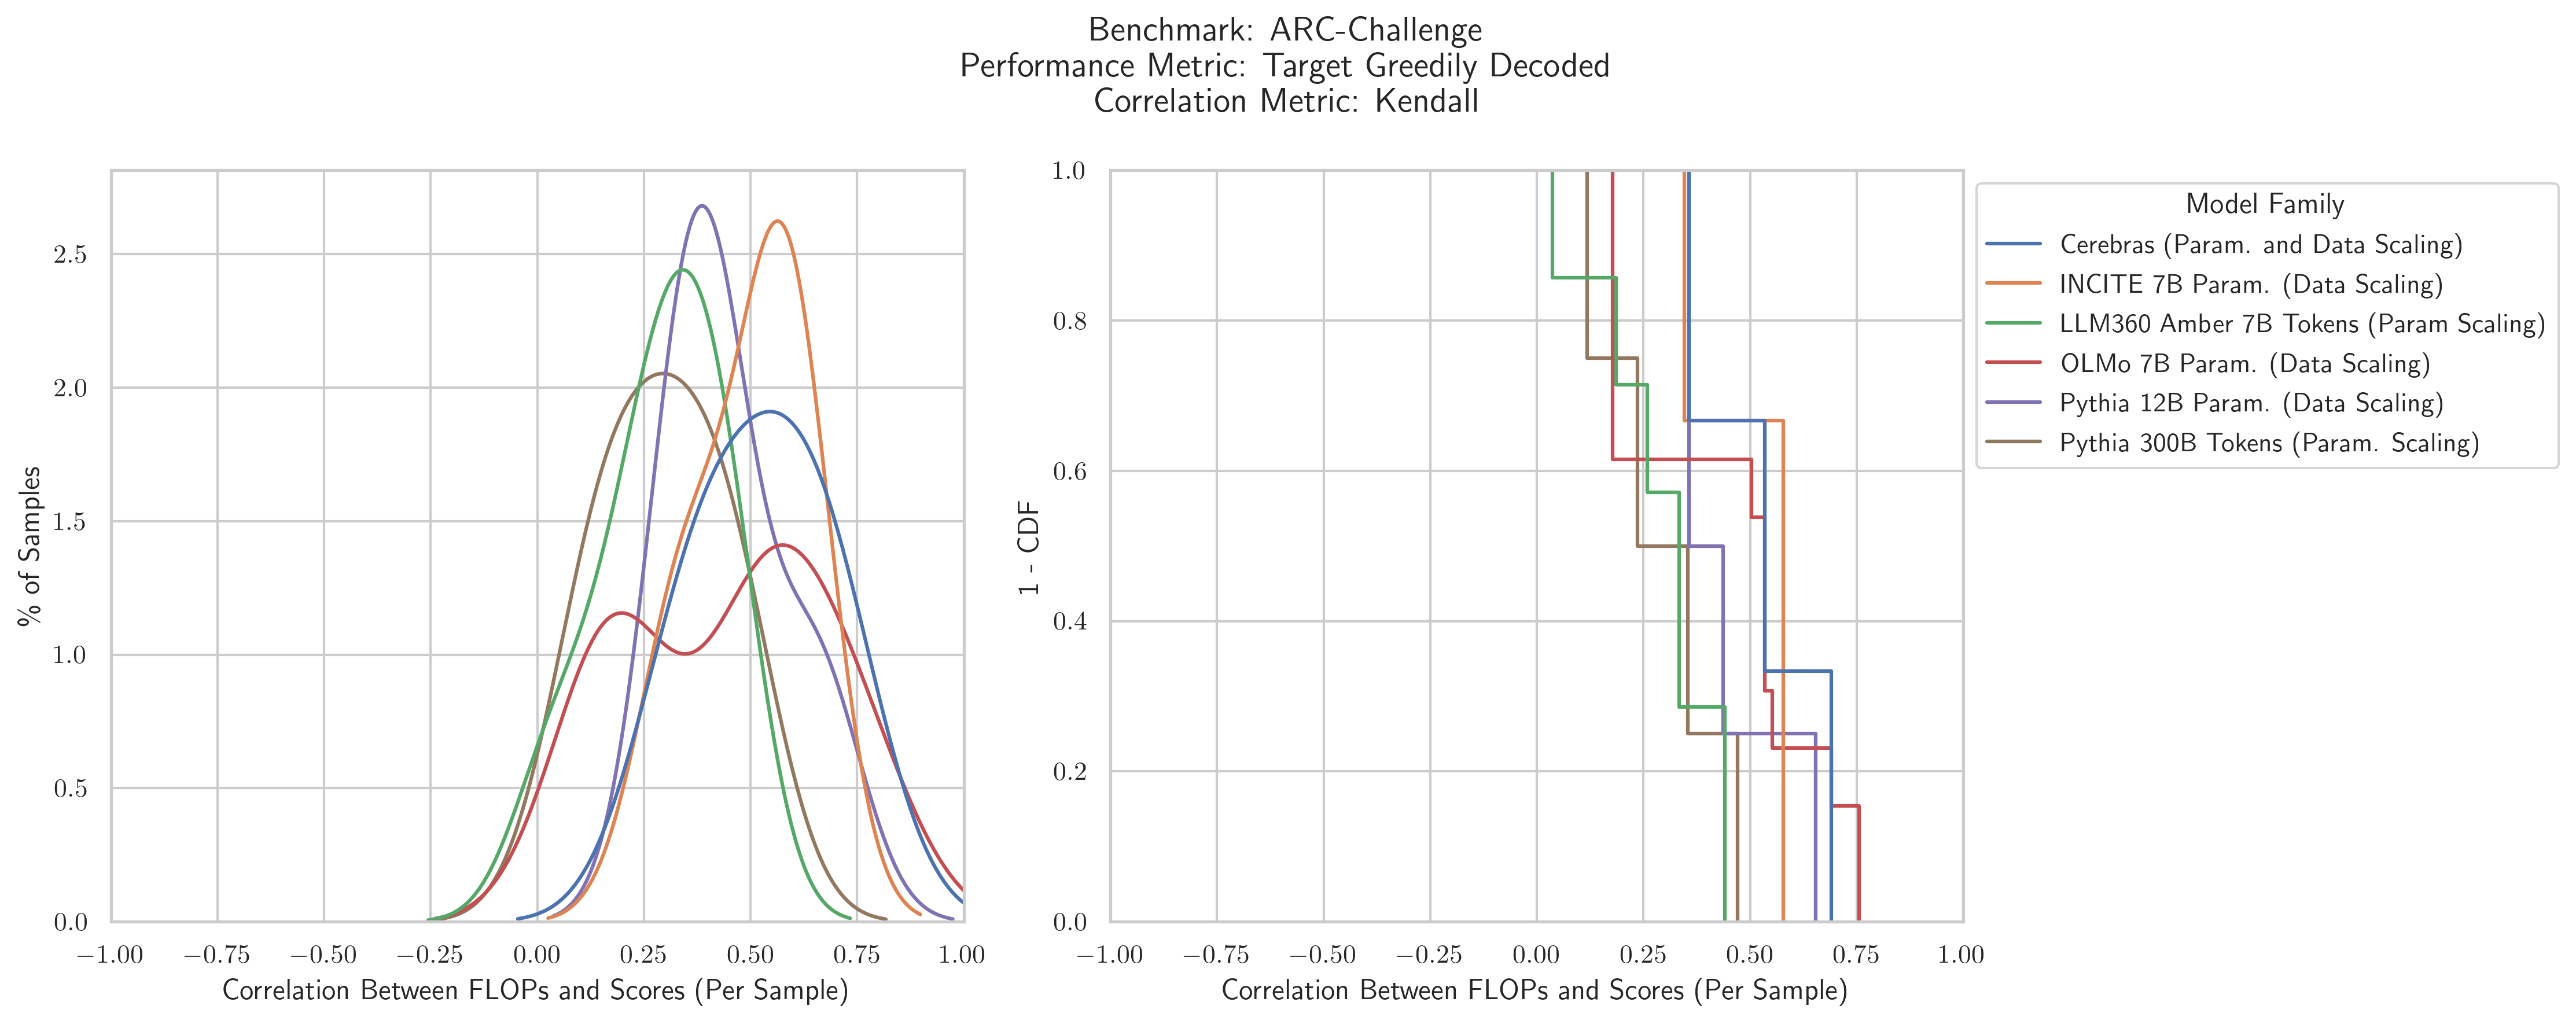 Benchmark: ARC-Challenge
Performance Metric: Target Greedily Decoded
Correlation Metric: Kendall
% of Samples
2.5
2.0
1.5
1.0
0.5
0.0
−1.00 −0.75 −0.50 −0.25 0.00 0.25 0.50 0.75 1.00
Correlation Between FLOPs and Scores (Per Sample)
1 - CDF
1.0
0.8
0.6
0.4
0.2
0.0
−1.00 −0.75 −0.50 −0.25 0.00 0.25 0.50 0.75 1.00
Correlation Between FLOPs and Scores (Per Sample)
Model Family
Cerebras (Param. and Data Scaling)
INCITE 7B Param. (Data Scaling)
LLM360 Amber 7B Tokens (Param Scaling)
OLMo 7B Param. (Data Scaling)
Pythia 12B Param. (Data Scaling)
Pythia 300B Tokens (Param. Scaling)